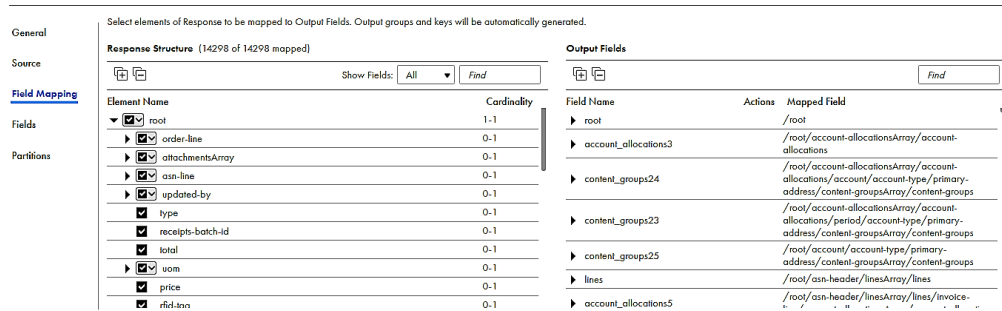 Select elements of Response to be mapped to Output Fields. Output groups and keys will be automatically generated.
General
Source
Field Mapping
Fields
Partitions
Response Structure (14298 of 14298 mapped)
Show Fields: All Find
Element Name Cardinality
root 1-1
order-line 0-1
attachmentsArray 0-1
asn-line 0-1
updated-by 0-1
type 0-1
receipts-batch-id 0-1
total 0-1
uom 0-1
price 0-1
rfid-tag 0-1
Output Fields
Find
Field Name Actions Mapped Field
root /root
account_allocations3 /root/account-allocationsArray/account-
allocations
content_groups24 /root/account-allocationsArray/account-
allocations/account/account-type/primary-
address/content-groupsArray/content-groups
content_groups23 /root/account-allocationsArray/account-
allocations/period/account-type/primary-
address/content-groupsArray/content-groups
content_groups25 /root/account/account-type/primary-
address/content-groupsArray/content-groups
lines /root/asn-header/linesArray/lines
account_allocations5 /root/asn-header/linesArray/lines/invoice-